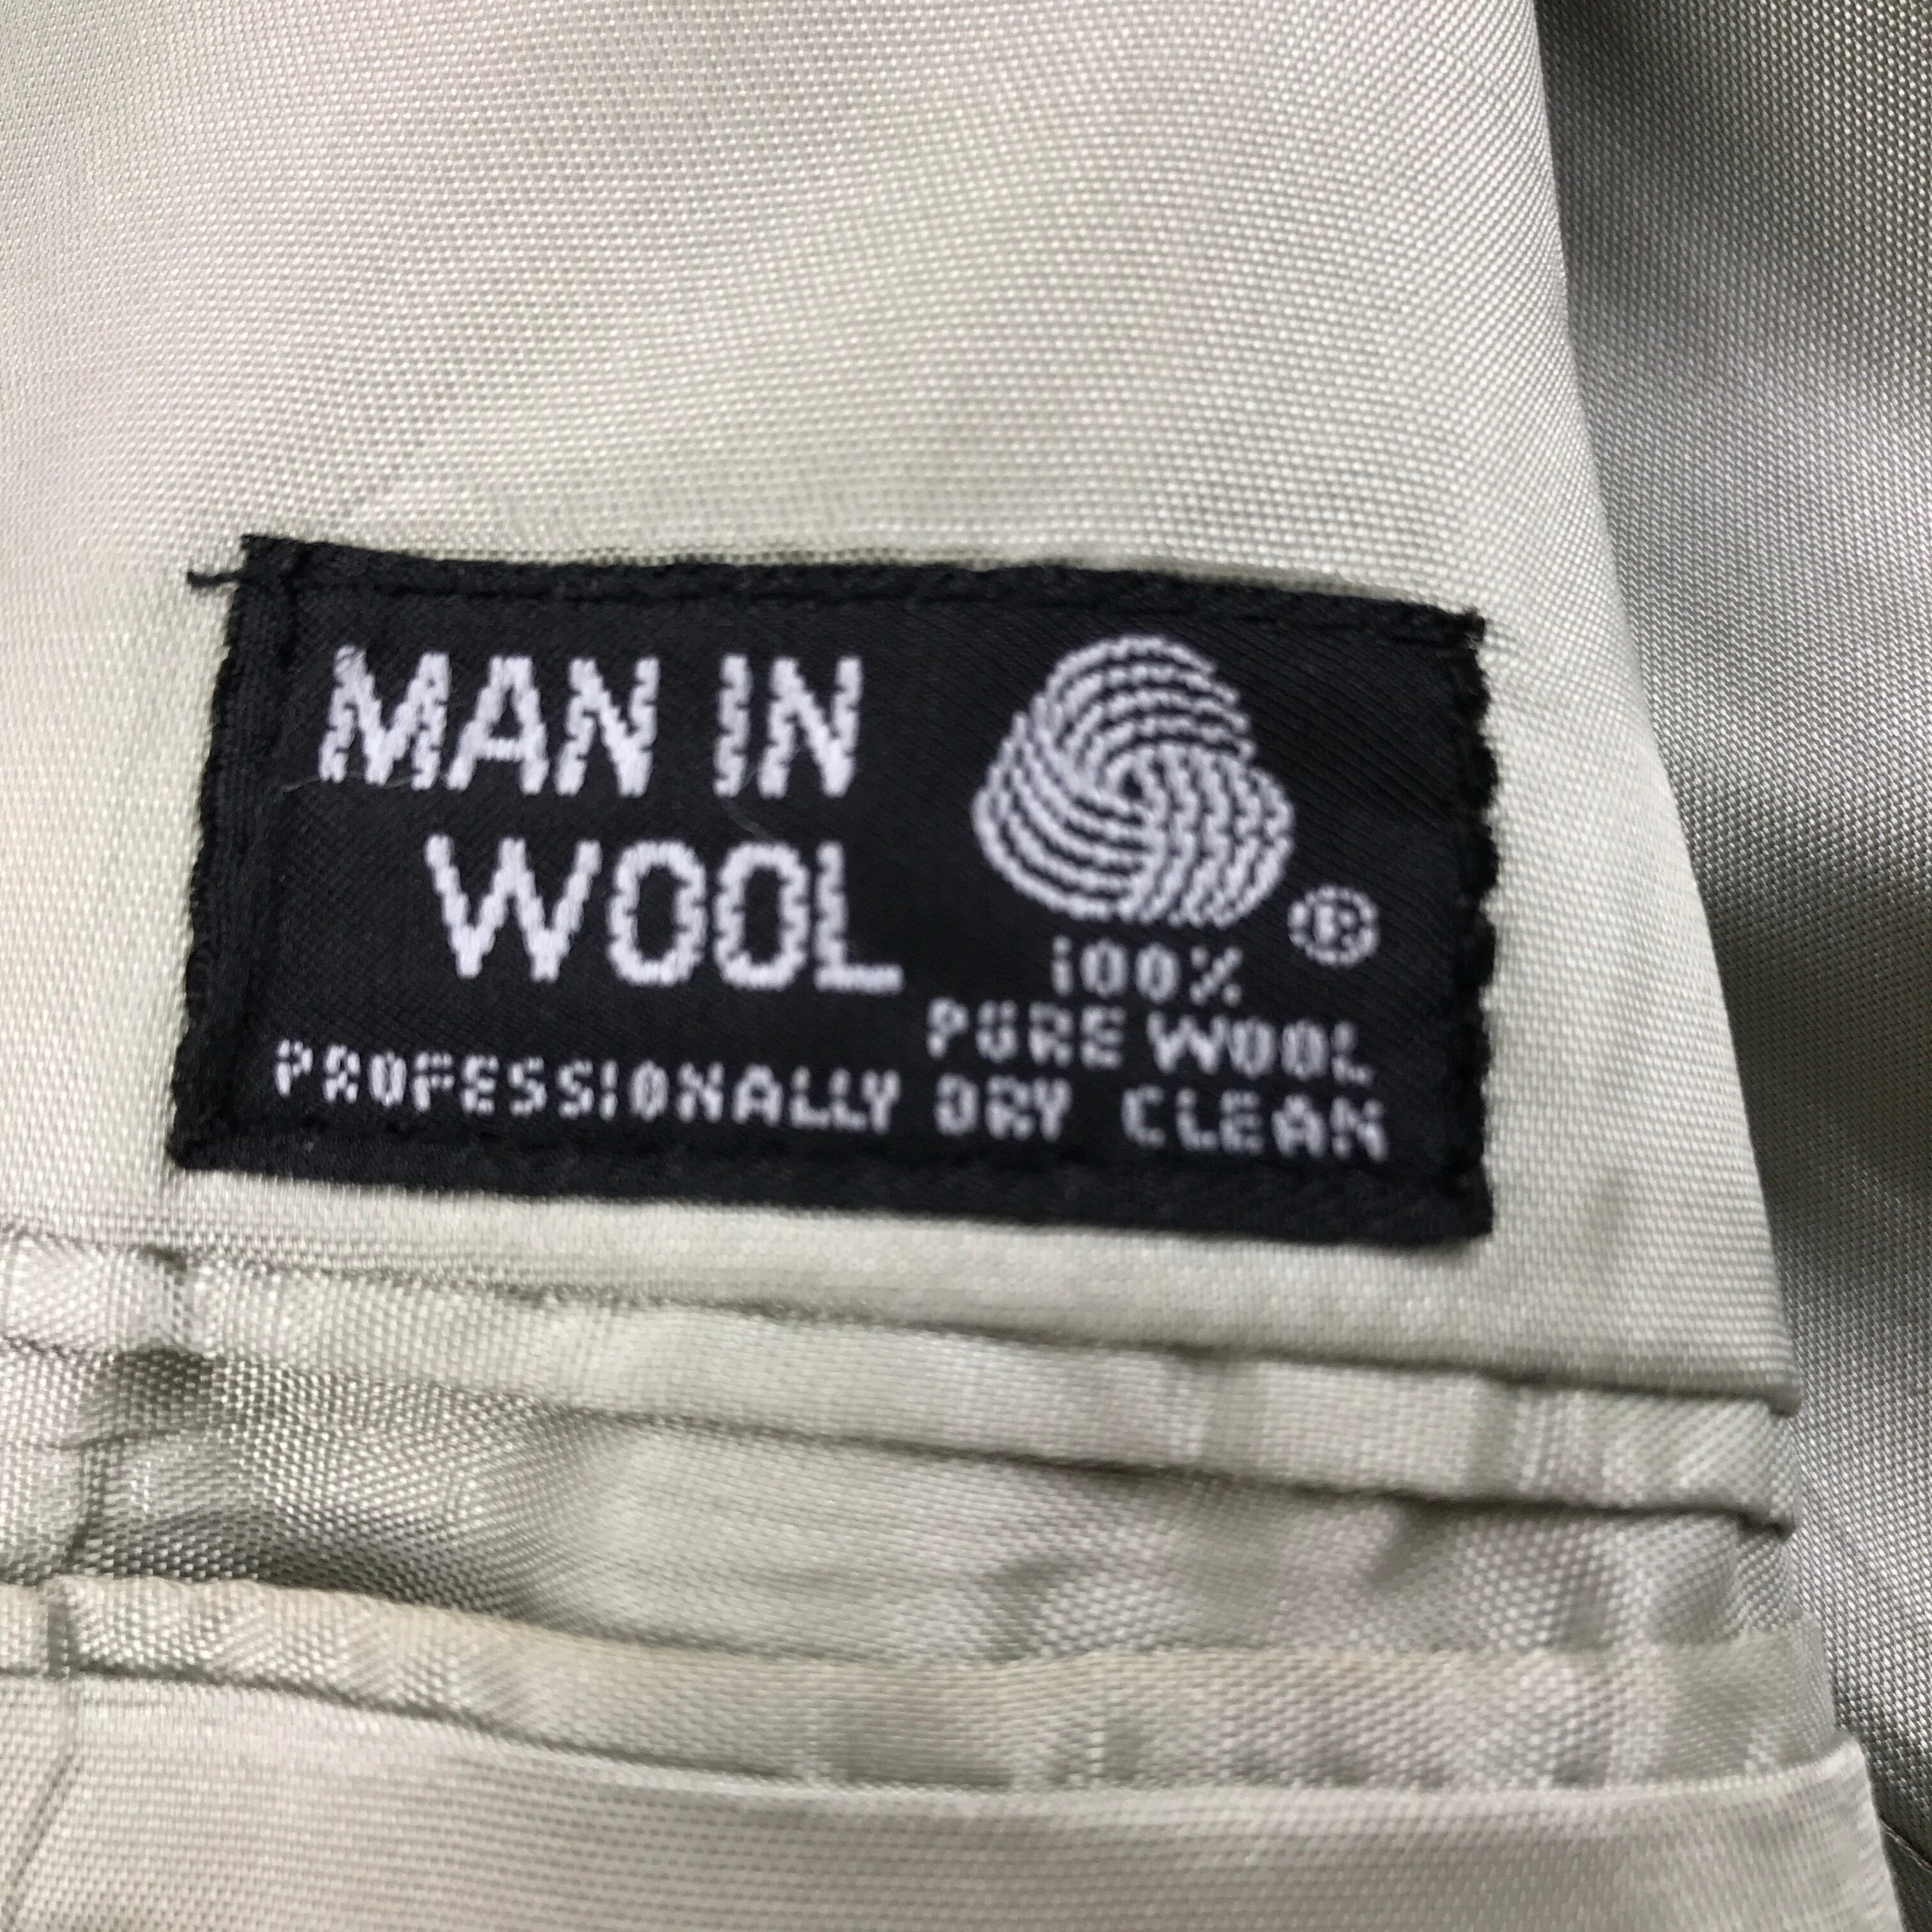 MAN IN
WOOL
®
100%
PURE WOOL
PROFESSIONALLY DRY CLEAN